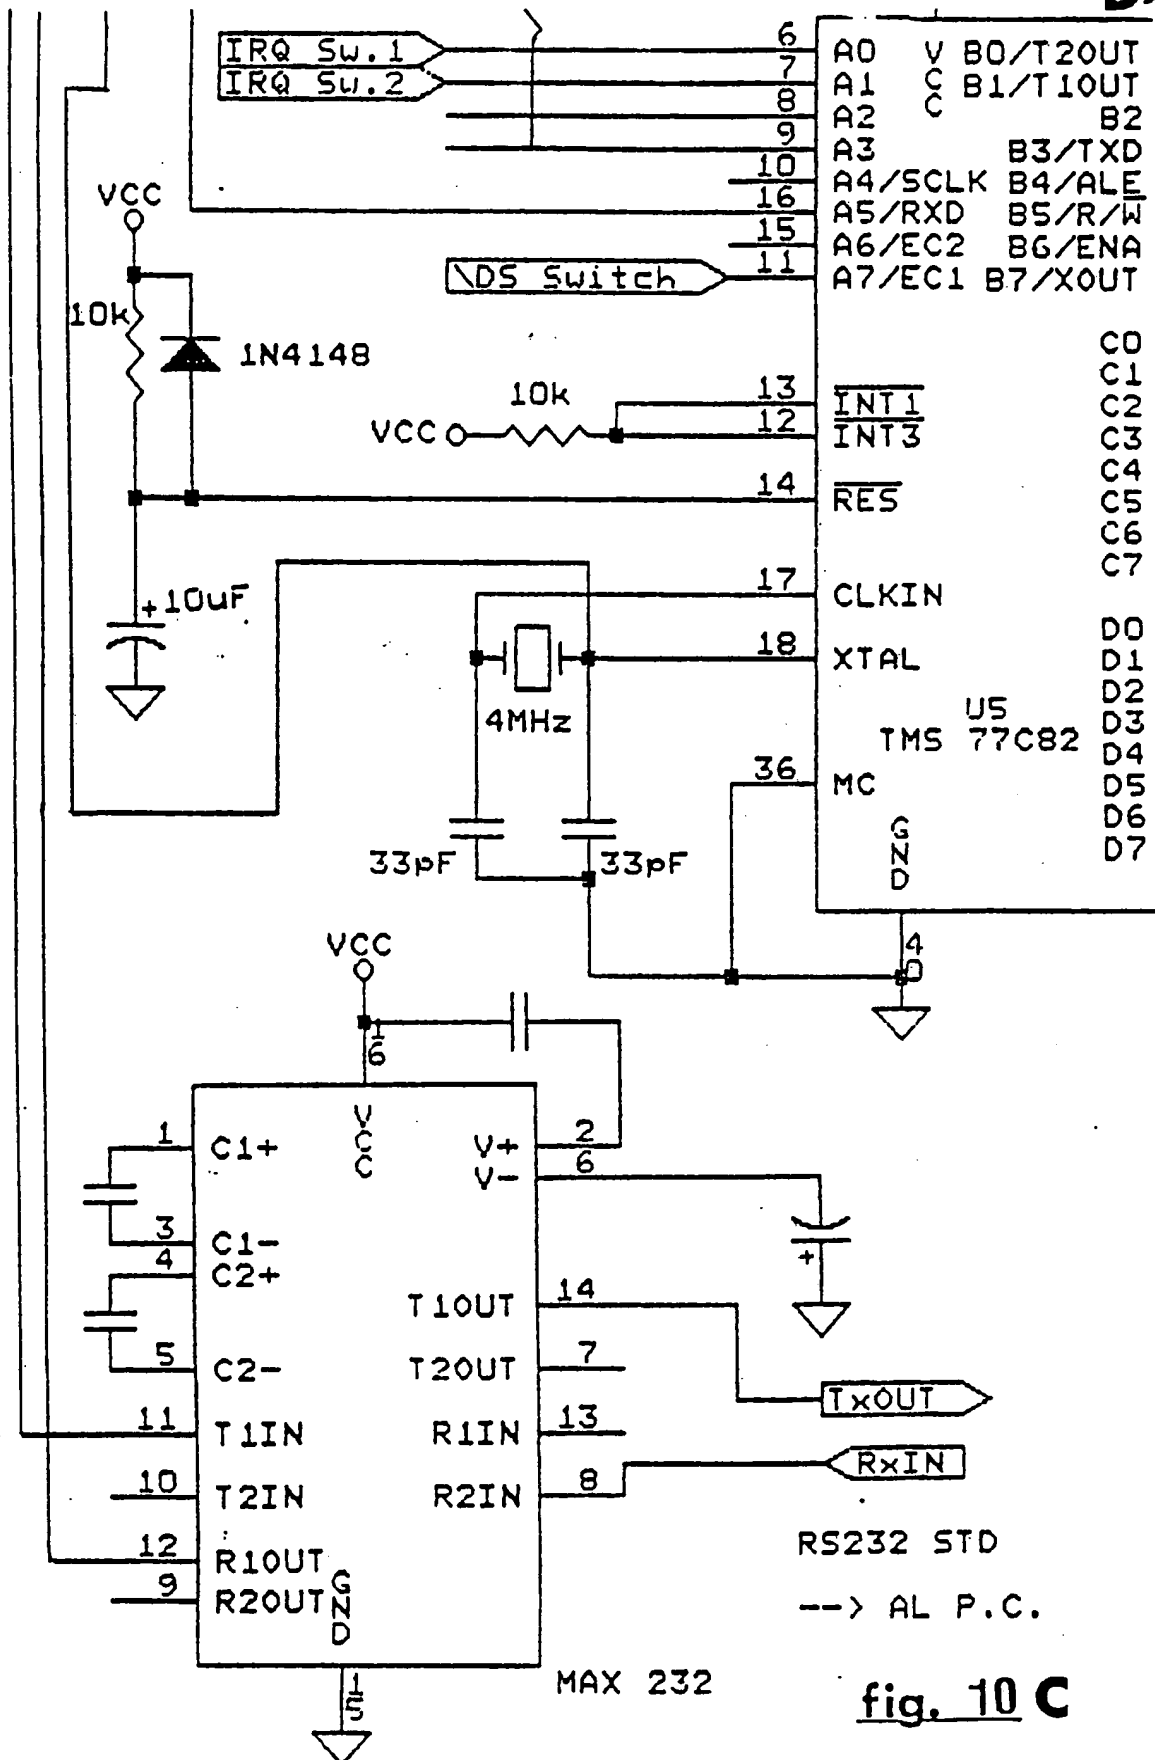 IRQ Sw.1
IRQ Sw.2
6
7
8
9
10
16
15
11
A0
A1
A2
A3
A4/SCLK
A5/RXD
A6/EC2
A7/EC1
VCC
B0/T2OUT
B1/T1OUT
B2
B3/TXD
B4/ALE
B5/R/W̅
B6/ENA
B7/XOUT
VCC
10k
1N4148
\DS Switch
10k
VCC
13
12
14
I̅N̅T̅1̅
I̅N̅T̅3̅
R̅E̅S̅
C0
C1
C2
C3
C4
C5
C6
C7
+10uF
17
CLKIN
18
XTAL
4MHz
U5
TMS 77C82
D0
D1
D2
D3
D4
D5
D6
D7
36
MC
GND
33pF
33pF
40
VCC
16
VCC
1
C1+
3
C1-
4
C2+
5
C2-
11
T1IN
10
T2IN
12
R1OUT
9
R2OUT
GND
15
V+
2
V-
6
+
T1OUT
14
T2OUT
7
R1IN
13
R2IN
8
TxOUT
RxIN
RS232 STD
--> AL P.C.
MAX 232
fig. 10 C